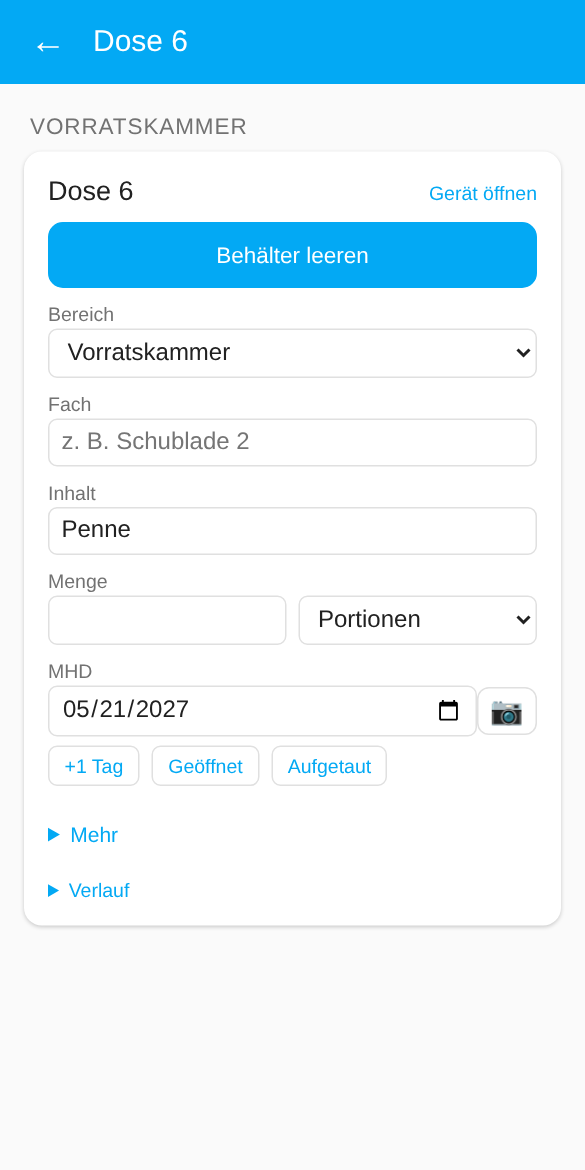 ← Dose 6
VORRATSKAMMER
Dose 6 Gerät öffnen
Behälter leeren
Bereich
Vorratskammer
Fach
z. B. Schublade 2
Inhalt
Penne
Menge
Portionen
MHD
05/21/2027
+1 Tag Geöffnet Aufgetaut
Mehr
Verlauf